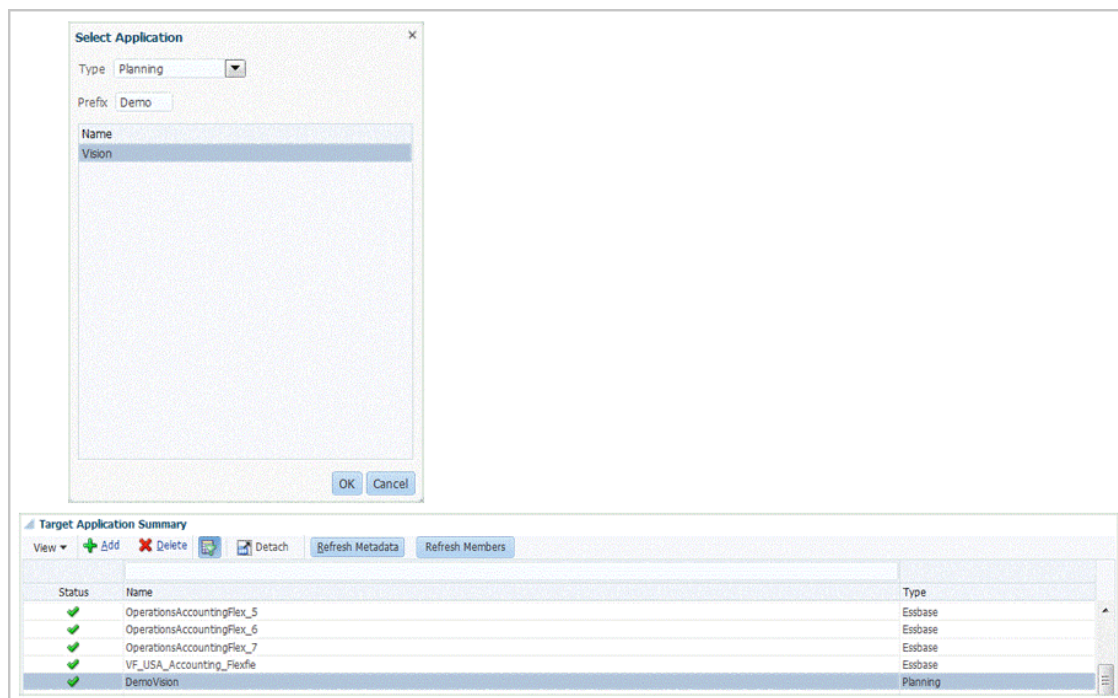 Select Application
Type Planning
Prefix Demo
Name
Vision
OK Cancel
Target Application Summary
View Add Delete Detach Refresh Metadata Refresh Members
Status Name Type
OperationsAccountingFlex_5 Essbase
OperationsAccountingFlex_6 Essbase
OperationsAccountingFlex_7 Essbase
VF_USA_Accounting_Flexfie Essbase
DemoVision Planning